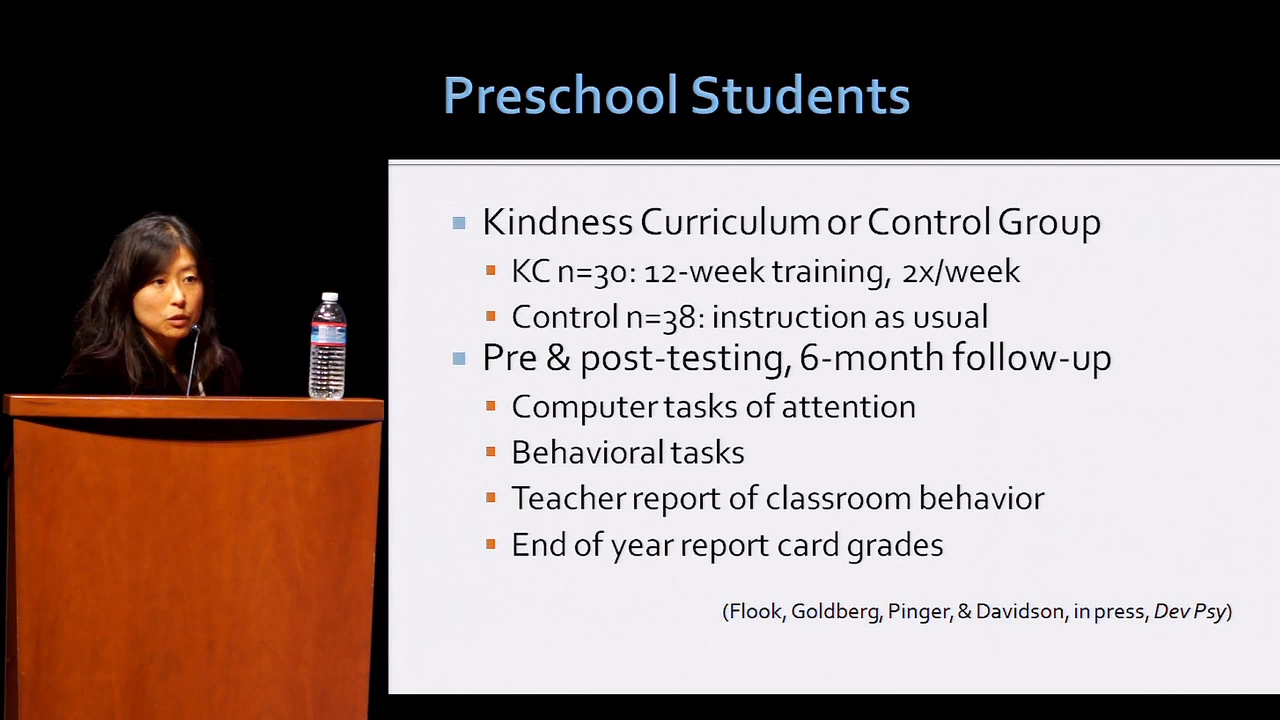 Preschool Students
Kindness Curriculum or Control Group
KC n=30: 12-week training, 2x/week
Control n=38: instruction as usual
Pre & post-testing, 6-month follow-up
Computer tasks of attention
Behavioral tasks
Teacher report of classroom behavior
End of year report card grades
(Flook, Goldberg, Pinger, & Davidson, in press, Dev Psy)